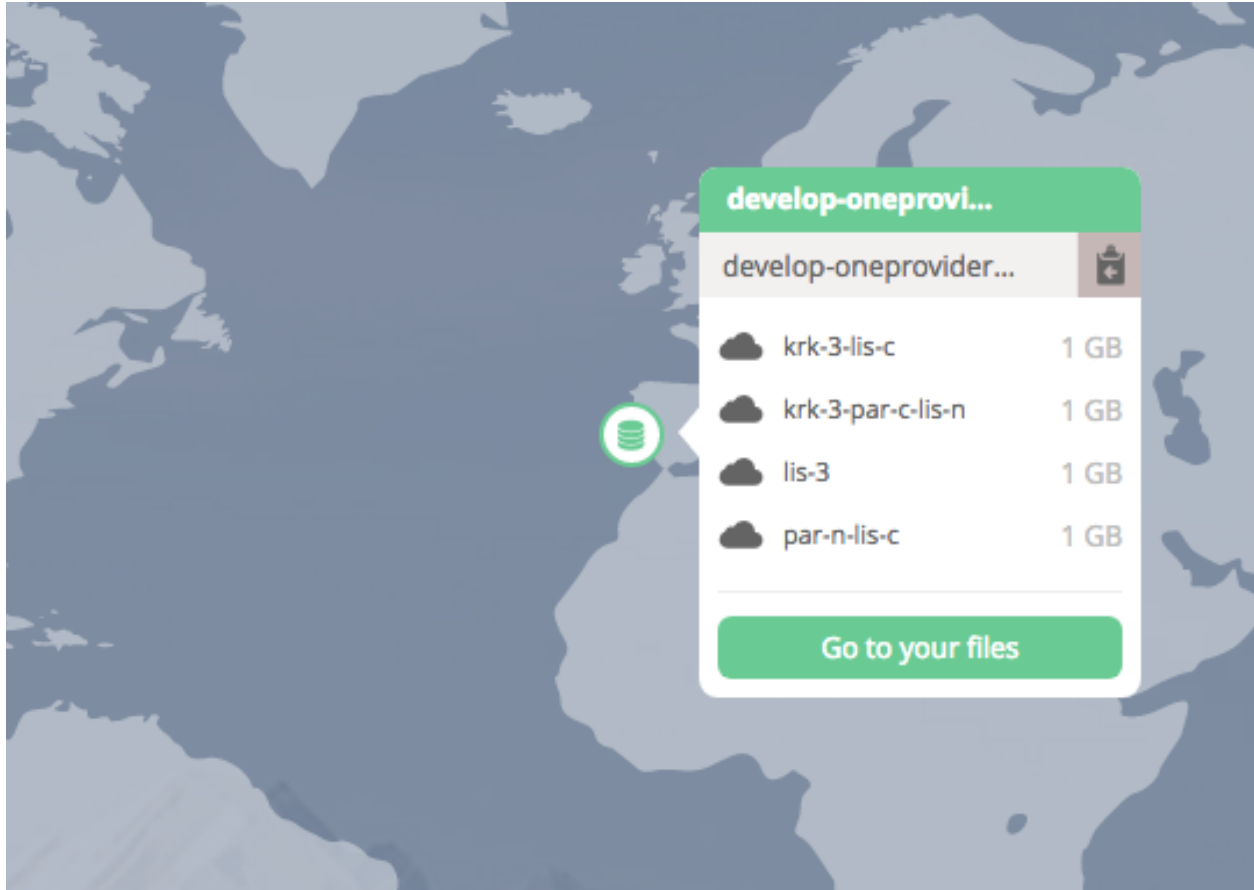 develop-oneprovi...
develop-oneprovider...
krk-3-lis-c 1 GB
krk-3-par-c-lis-n 1 GB
lis-3 1 GB
par-n-lis-c 1 GB
Go to your files